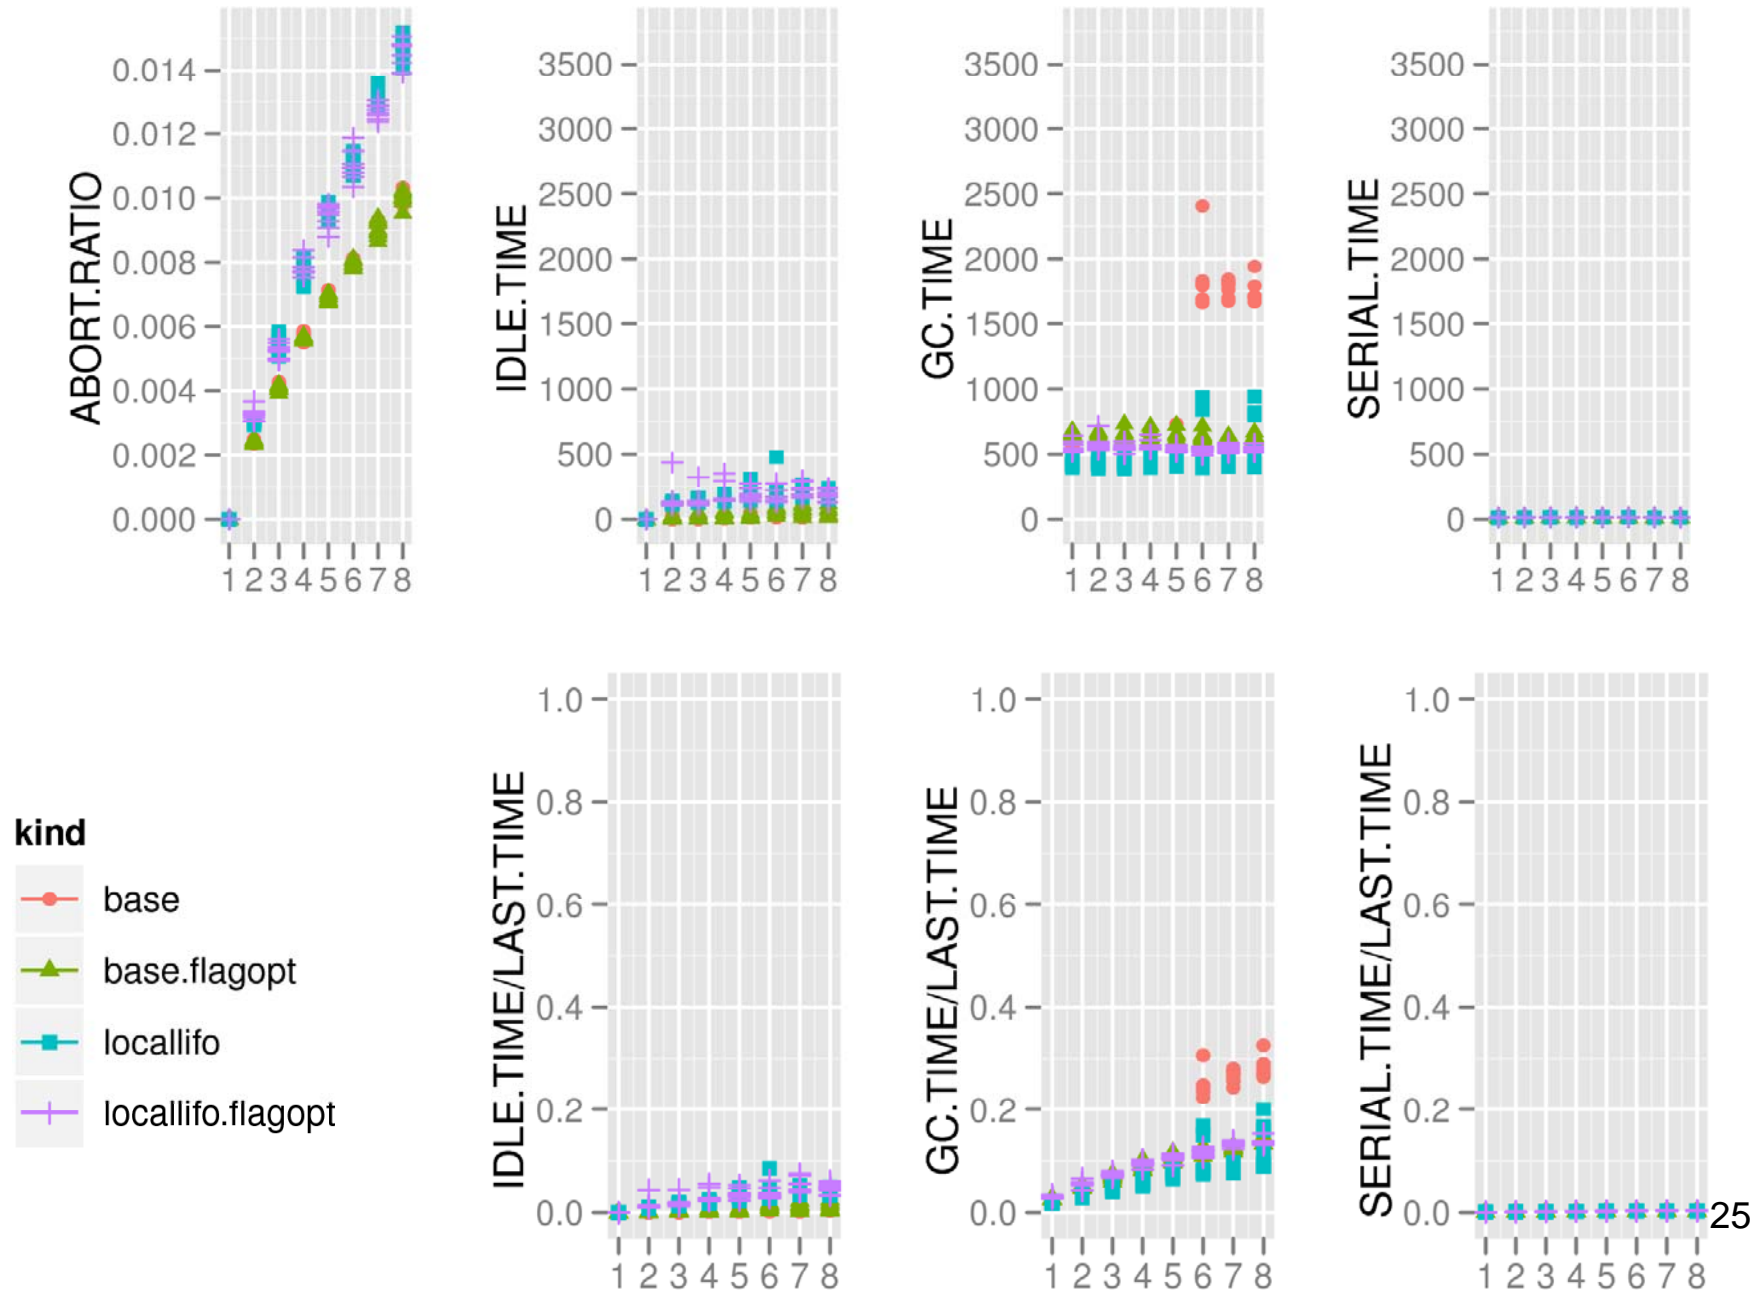 ABORT.RATIO
0.014
0.012
0.010
0.008
0.006
0.004
0.002
0.000
1 2 3 4 5 6 7 8
IDLE.TIME
3500
3000
2500
2000
1500
1000
500
0
1 2 3 4 5 6 7 8
GC.TIME
3500
3000
2500
2000
1500
1000
500
0
1 2 3 4 5 6 7 8
SERIAL.TIME
3500
3000
2500
2000
1500
1000
500
0
1 2 3 4 5 6 7 8
kind
base
base.flagopt
locallifo
locallifo.flagopt
IDLE.TIME/LAST.TIME
1.0
0.8
0.6
0.4
0.2
0.0
1 2 3 4 5 6 7 8
GC.TIME/LAST.TIME
1.0
0.8
0.6
0.4
0.2
0.0
1 2 3 4 5 6 7 8
SERIAL.TIME/LAST.TIME
1.0
0.8
0.6
0.4
0.2
0.0
1 2 3 4 5 6 7 8
25